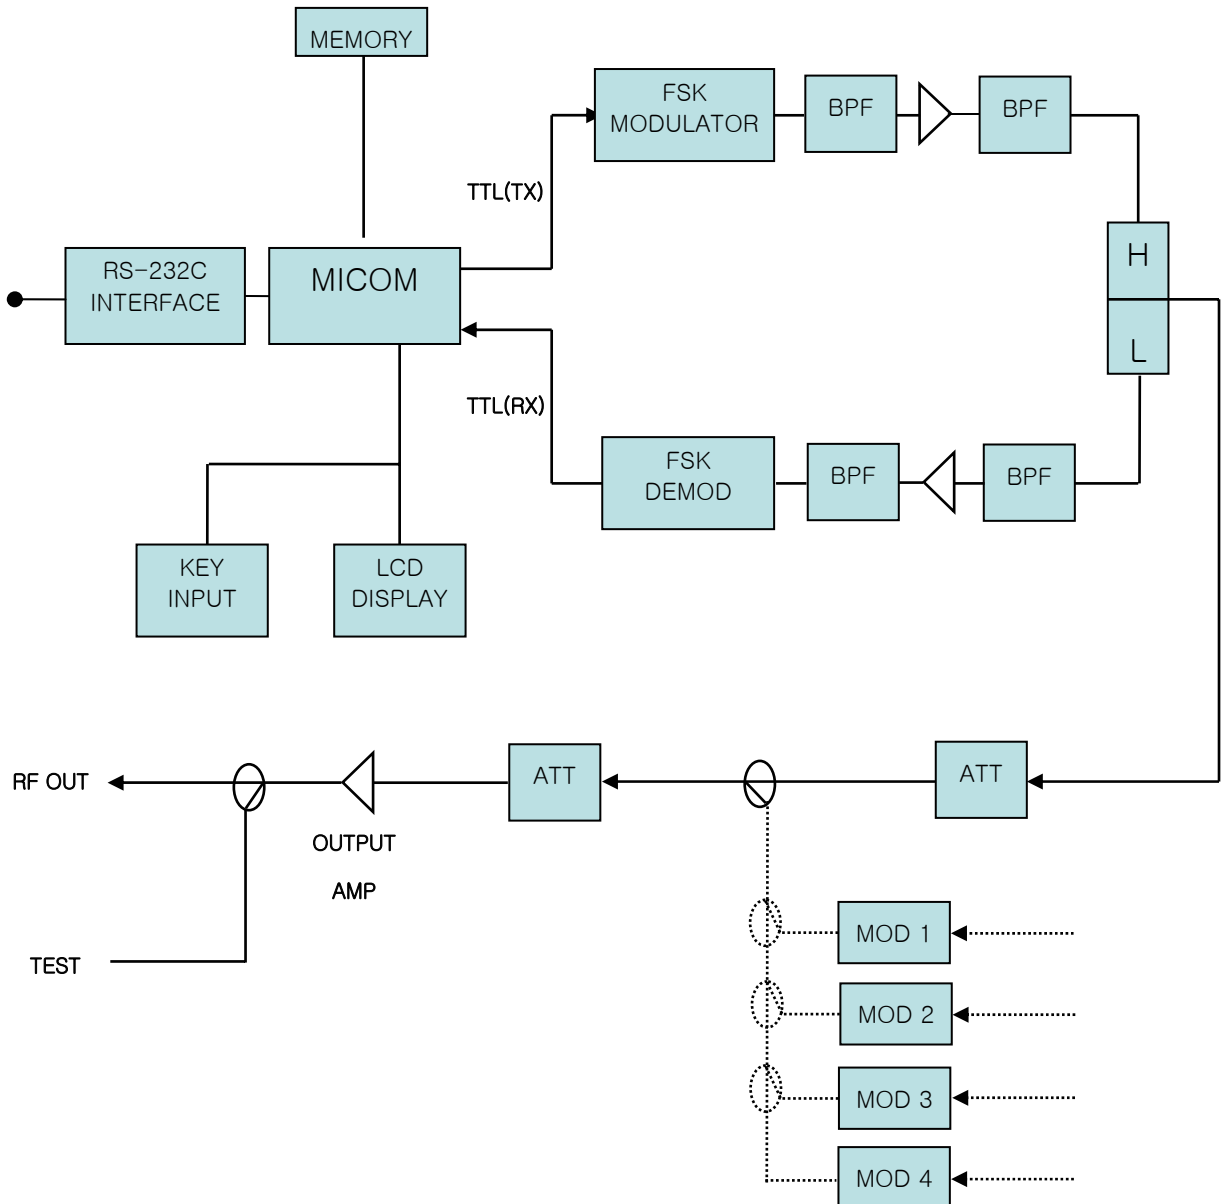 MEMORY
FSK
MODULATOR
BPF
BPF
TTL(TX)
RS-232C
INTERFACE
MICOM
H
L
TTL(RX)
FSK
DEMOD
BPF
BPF
KEY
INPUT
LCD
DISPLAY
RF OUT
ATT
ATT
OUTPUT
AMP
TEST
MOD 1
MOD 2
MOD 3
MOD 4